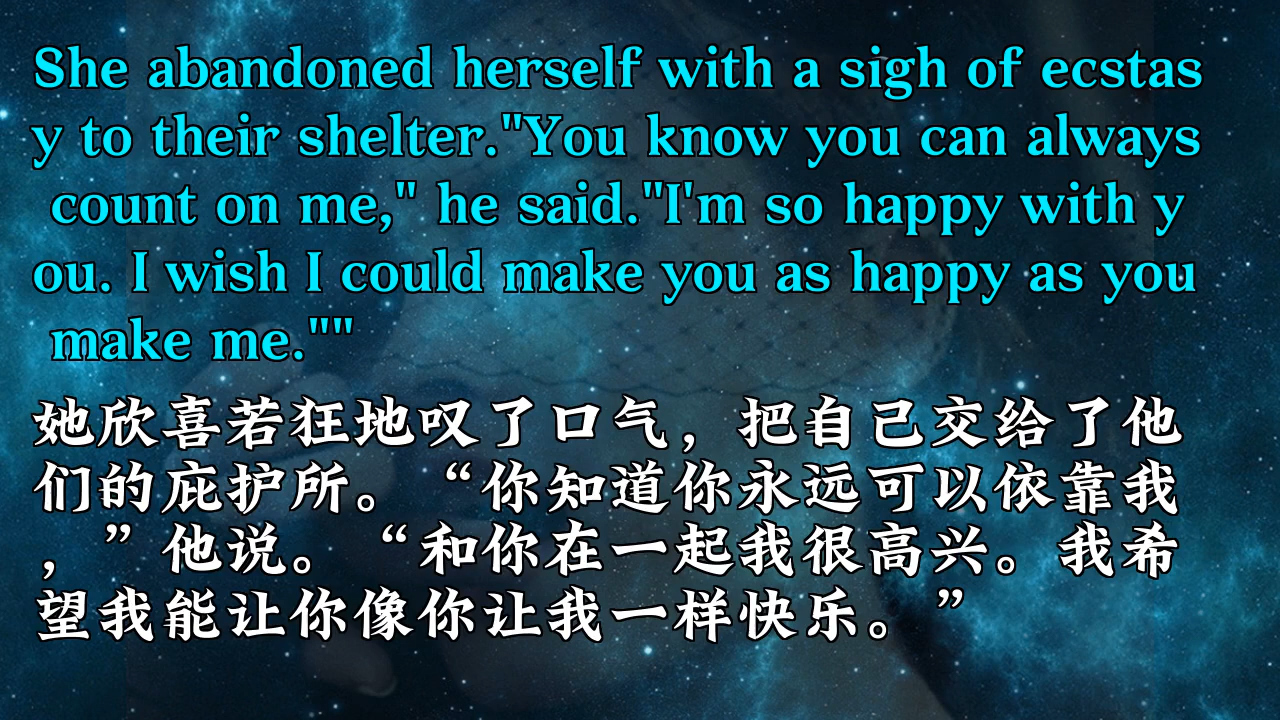 She abandoned herself with a sigh of ecstas
y to their shelter."You know you can always
count on me," he said."I'm so happy with y
ou. I wish I could make you as happy as you
make me.""
她欣喜若狂地叹了口气，把自己交给了他
们的庇护所。“你知道你永远可以依靠我
，”他说。“和你在一起我很高兴。我希
望我能让你像你让我一样快乐。”